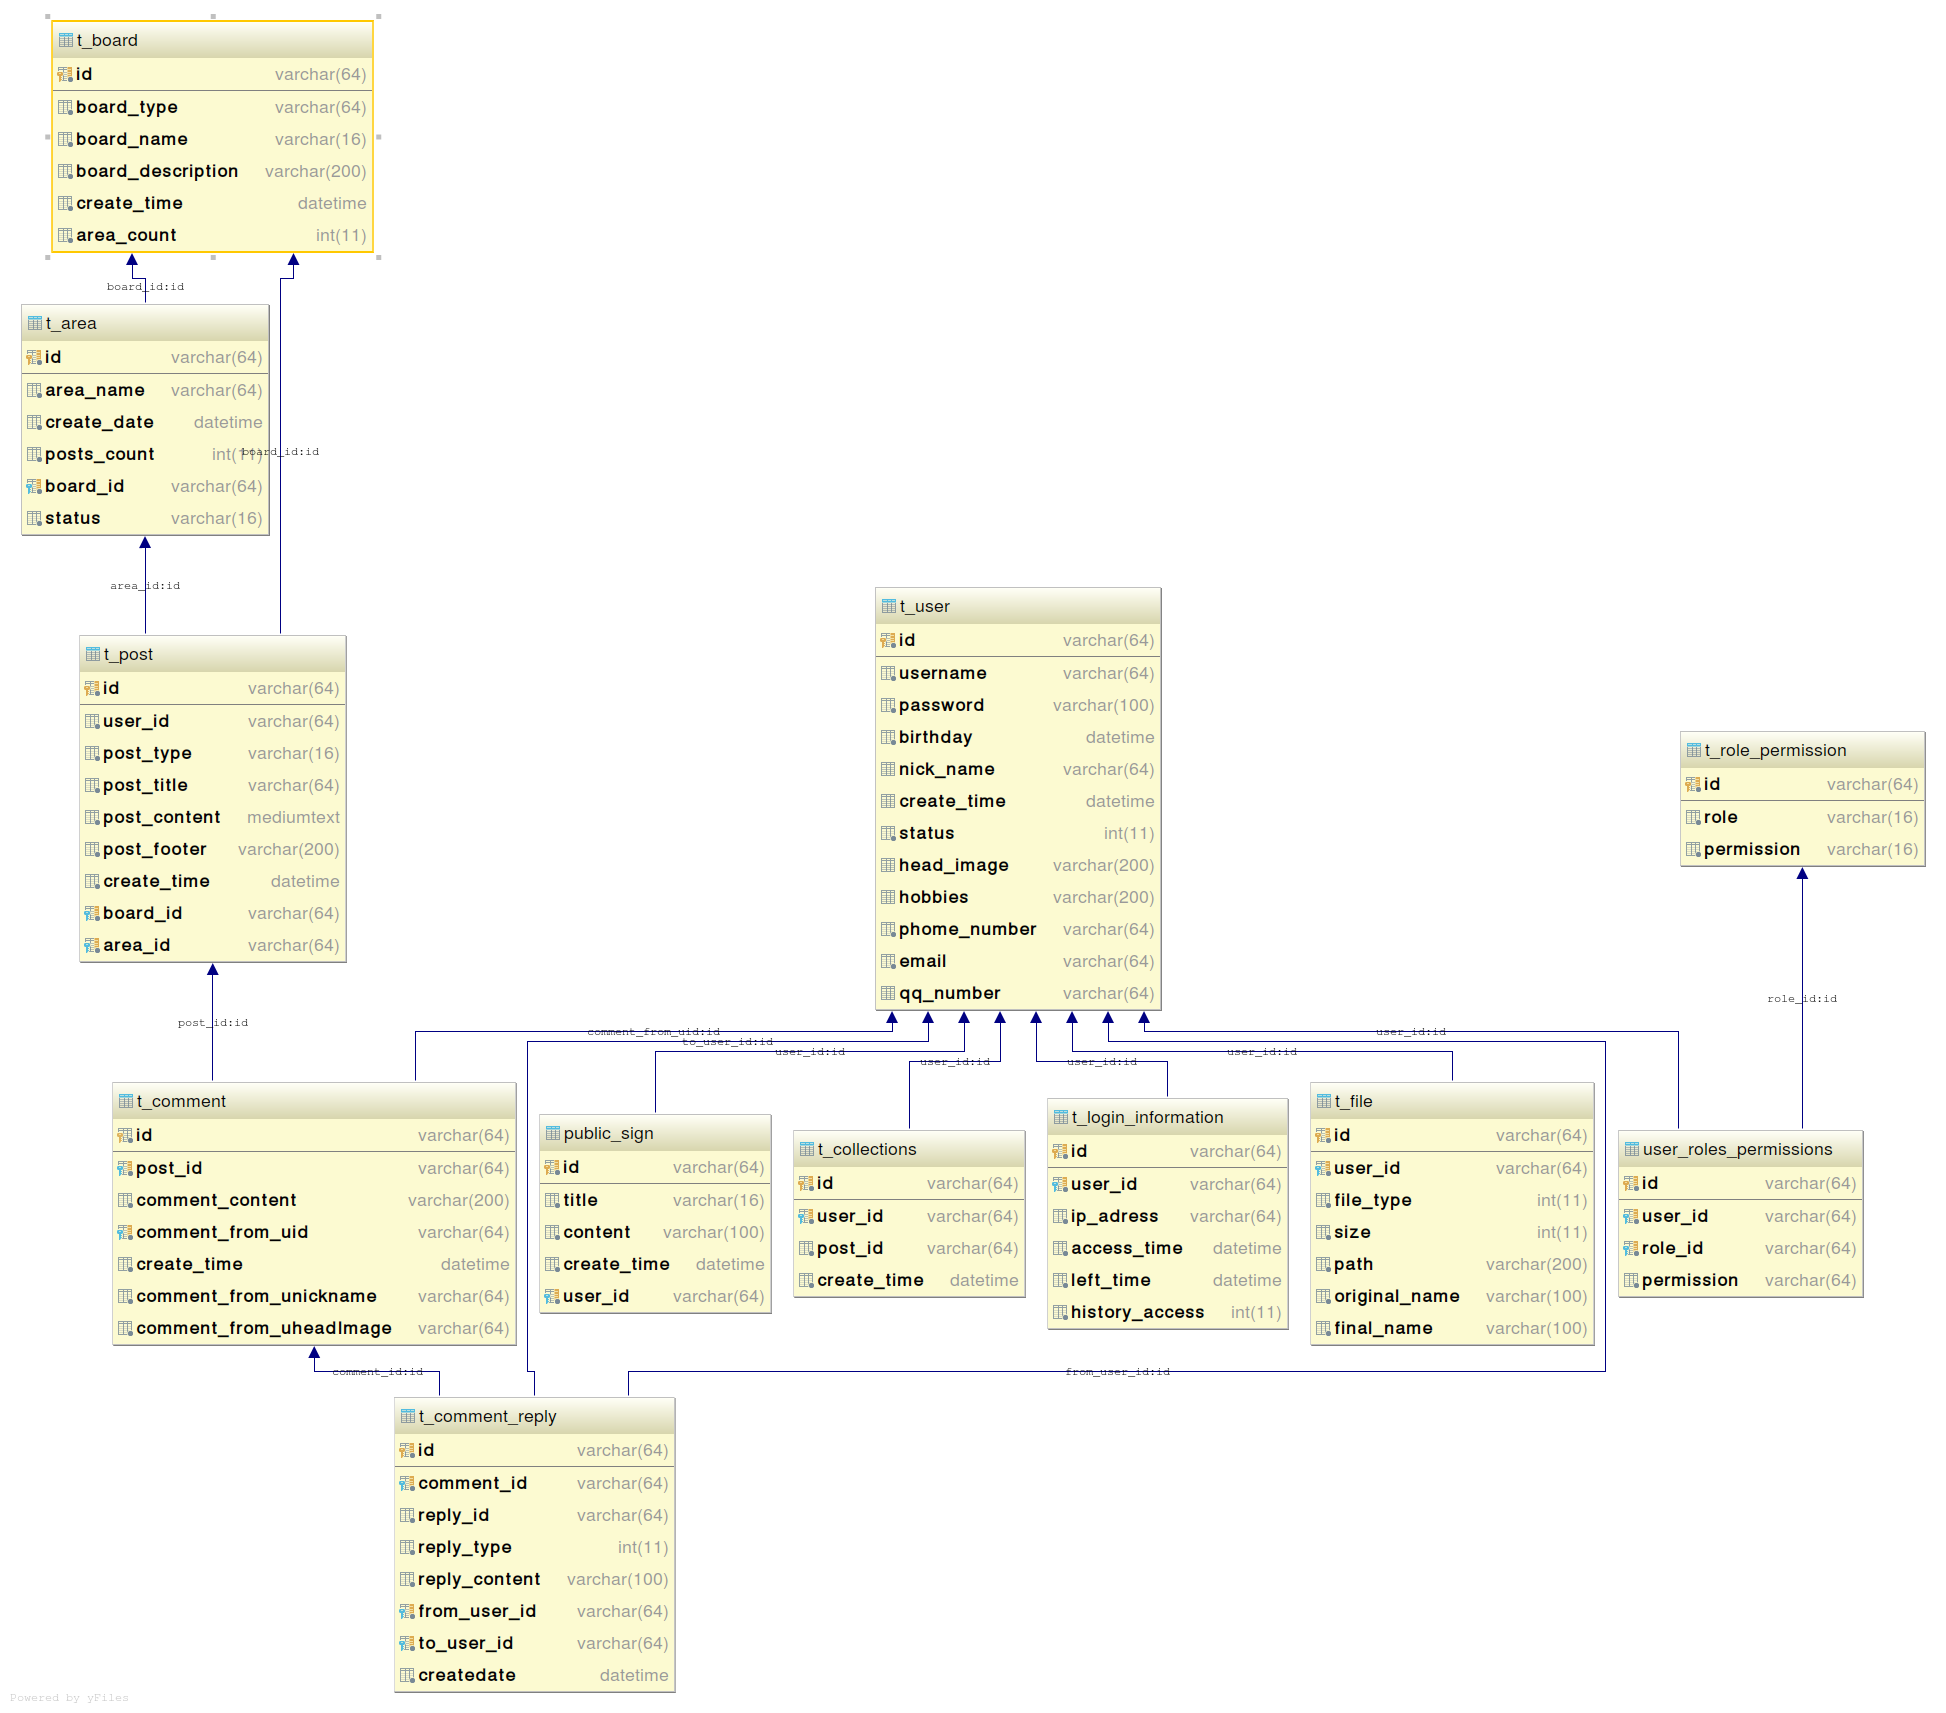 t_board
id varchar(64)
board_type varchar(64)
board_name varchar(16)
board_description varchar(200)
create_time datetime
area_count int(11)
board_id:id
t_area
id varchar(64)
area_name varchar(64)
create_date datetime
posts_count int(11)
board_id varchar(64)
status varchar(16)
board_id:id
area_id:id
t_post
id varchar(64)
user_id varchar(64)
post_type varchar(16)
post_title varchar(64)
post_content mediumtext
post_footer varchar(200)
create_time datetime
board_id varchar(64)
area_id varchar(64)
post_id:id
t_user
id varchar(64)
username varchar(64)
password varchar(100)
birthday datetime
nick_name varchar(64)
create_time datetime
status int(11)
head_image varchar(200)
hobbies varchar(200)
phome_number varchar(64)
email varchar(64)
qq_number varchar(64)
t_role_permission
id varchar(64)
role varchar(16)
permission varchar(16)
role_id:id
comment_from_uid:id
to_user_id:id
user_id:id
user_id:id
user_id:id
user_id:id
user_id:id
t_comment
id varchar(64)
post_id varchar(64)
comment_content varchar(200)
comment_from_uid varchar(64)
create_time datetime
comment_from_unickname varchar(64)
comment_from_uheadImage varchar(64)
public_sign
id varchar(64)
title varchar(16)
content varchar(100)
create_time datetime
user_id varchar(64)
t_collections
id varchar(64)
user_id varchar(64)
post_id varchar(64)
create_time datetime
t_login_information
id varchar(64)
user_id varchar(64)
ip_adress varchar(64)
access_time datetime
left_time datetime
history_access int(11)
t_file
id varchar(64)
user_id varchar(64)
file_type int(11)
size int(11)
path varchar(200)
original_name varchar(100)
final_name varchar(100)
user_roles_permissions
id varchar(64)
user_id varchar(64)
role_id varchar(64)
permission varchar(64)
comment_id:id
from_user_id:id
t_comment_reply
id varchar(64)
comment_id varchar(64)
reply_id varchar(64)
reply_type int(11)
reply_content varchar(100)
from_user_id varchar(64)
to_user_id varchar(64)
createdate datetime
Powered by yFiles